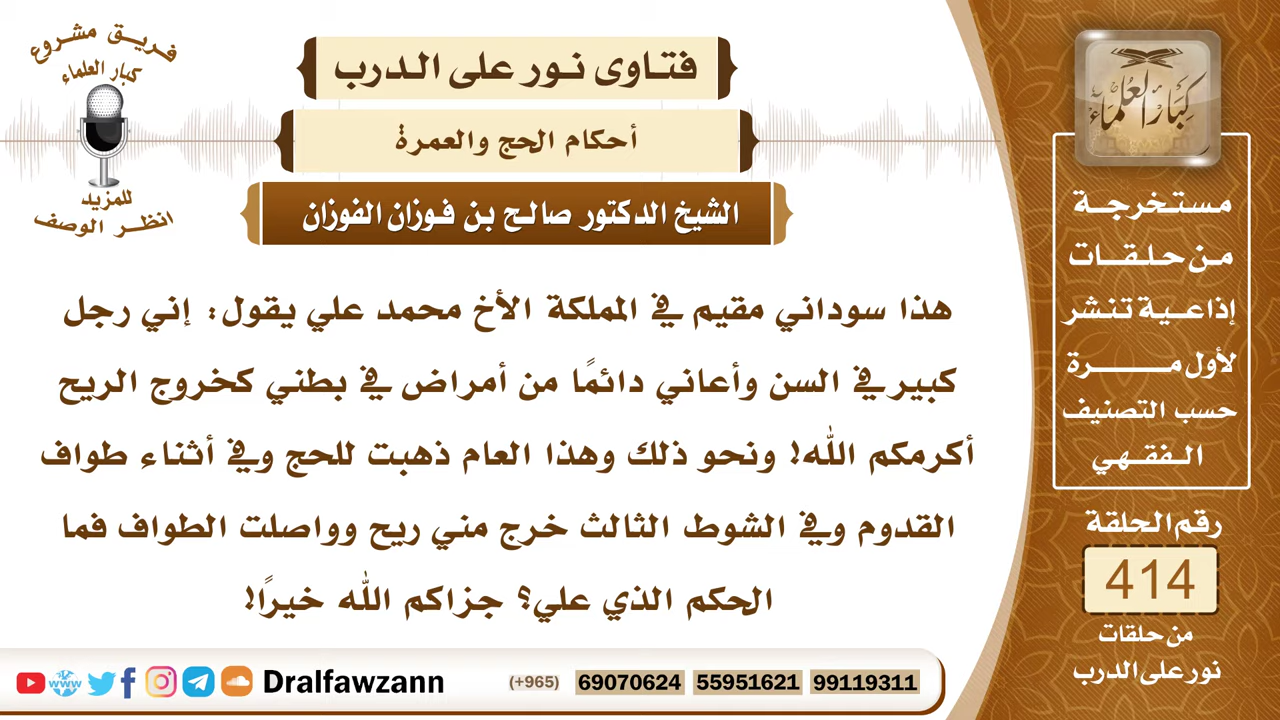 فريق مشروع
كبار العلماء
للمزيد
انظر الوصف
فتاوى نور على الدرب
أحكام الحج والعمرة
الشيخ الدكتور صالح بن فوزان الفوزان
هذا سوداني مقيم في المملكة الأخ محمد علي يقول: إني رجل
كبير في السن وأعاني دائمًا من أمراض في بطني كخروج الريح
أكرمكم الله! ونحو ذلك وهذا العام ذهبت للحج وفي أثناء طواف
القدوم وفي الشوط الثالث خرج مني ريح وواصلت الطواف فما
الحكم الذي علي؟ جزاكم الله خيرًا!
كبار العلماء
مستخرجة
من حلقات
إذاعية تنشر
لأول مرة
حسب التصنيف
الفقهي
رقم الحلقة
414
من حلقات
نور على الدرب
www Dralfawzann (+965) 69070624 55951621 99119311